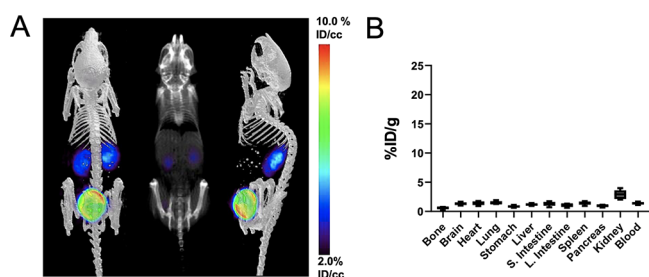 A
10.0 %
ID/cc
2.0%
ID/cc
B
%ID/g
25
20
15
10
5
0
Bone
Brain
Heart
Lung
Stomach
Liver
S. Intestine
L. Intestine
Spleen
Pancreas
Kidney
Blood